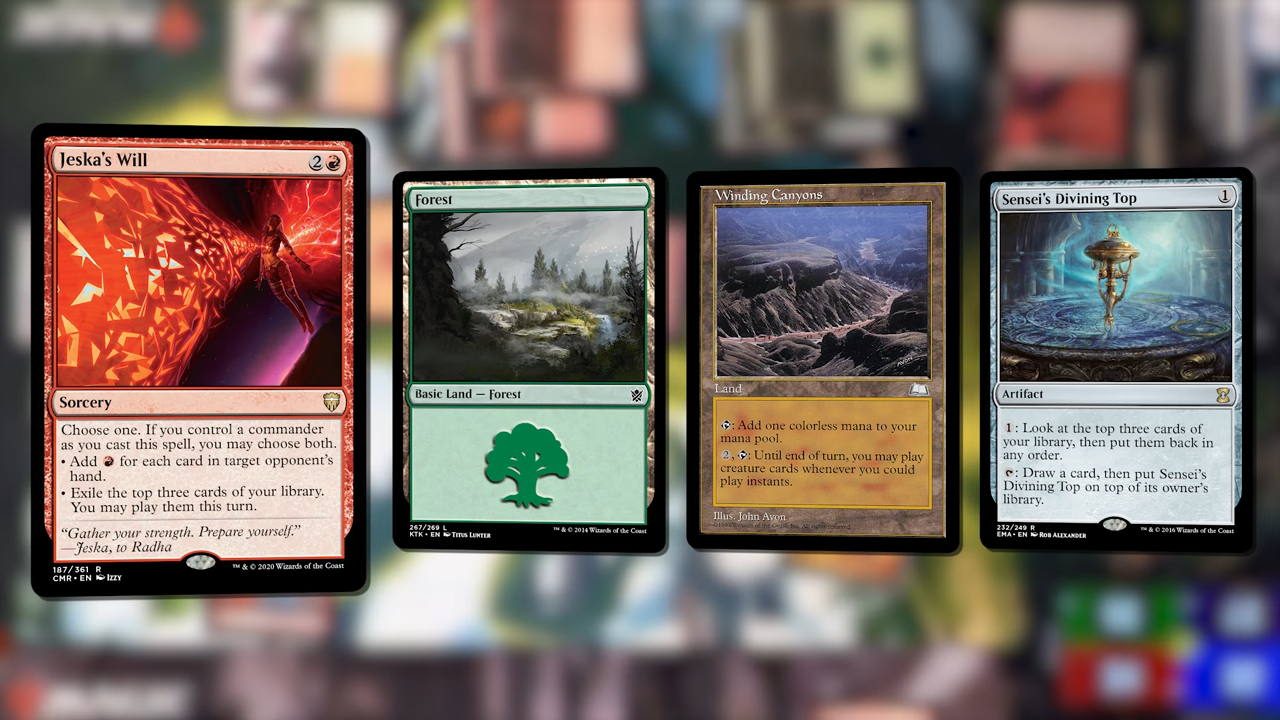 Jeska's Will 2
Sorcery
Choose one. If you control a commander
as you cast this spell, you may choose both.
• Add for each card in target opponent's
hand.
• Exile the top three cards of your library.
You may play them this turn.
“Gather your strength. Prepare yourself.”
—Jeska, to Radha
187/361 R
CMR • EN IZZY
™ & © 2020 Wizards of the Coast
Forest
Basic Land — Forest
267/269 L
KTK • EN TITUS LUNTER
™ & © 2014 Wizards of the Coast
Winding Canyons
Land
: Add one colorless mana to your
mana pool.
2, : Until end of turn, you may play
creature cards whenever you could
play instants.
Illus. John Avon
Sensei's Divining Top 1
Artifact
1: Look at the top three cards of
your library, then put them back in
any order.
: Draw a card, then put Sensei's
Divining Top on top of its owner's
library.
232/249 R
EMA • EN ROB ALEXANDER
™ & © 2016 Wizards of the Coast